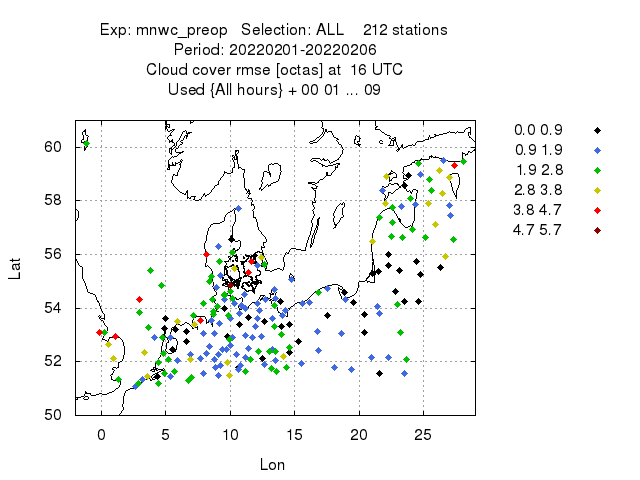 Exp: mnwc_preop Selection: ALL 212 stations
Period: 20220201-20220206
Cloud cover rmse [octas] at 16 UTC
Used {All hours} + 00 01 ... 09
0.0 0.9
0.9 1.9
1.9 2.8
2.8 3.8
3.8 4.7
4.7 5.7
60
58
56
54
52
50
Lat
0 5 10 15 20 25
Lon